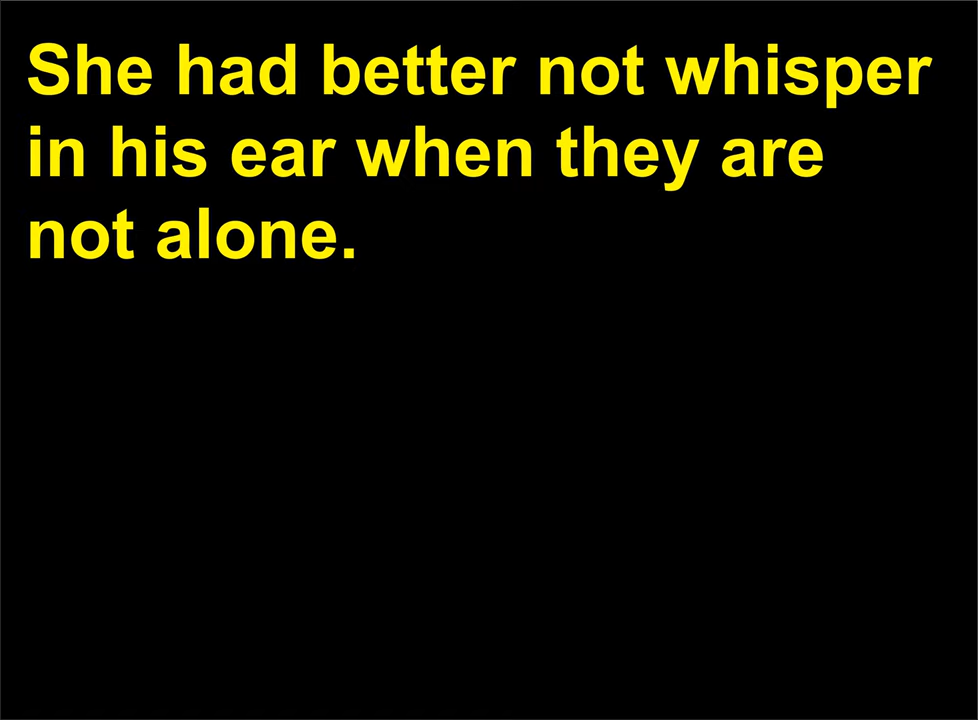 She had better not whisper
in his ear when they are
not alone.